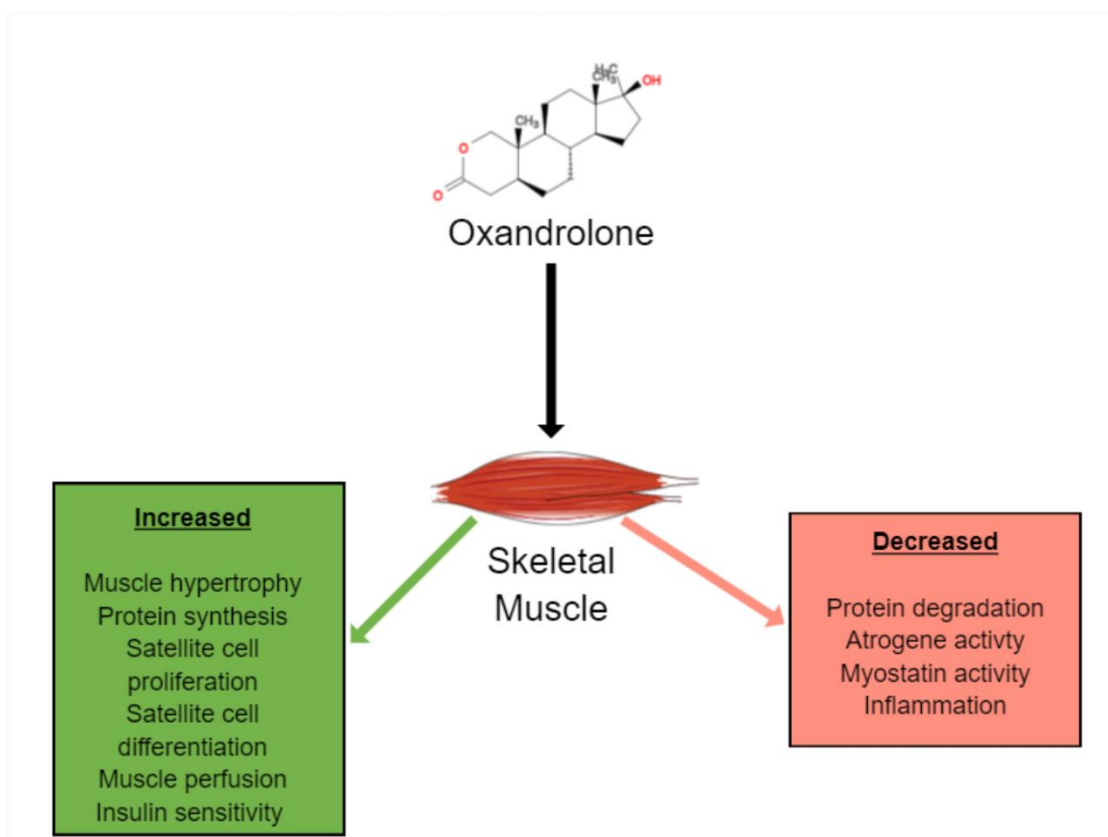 H₃C
CH₃
OH
CH₃
O
O
Oxandrolone
Skeletal
Muscle
Increased
Muscle hypertrophy
Protein synthesis
Satellite cell
proliferation
Satellite cell
differentiation
Muscle perfusion
Insulin sensitivity
Decreased
Protein degradation
Atrogene activty
Myostatin activity
Inflammation